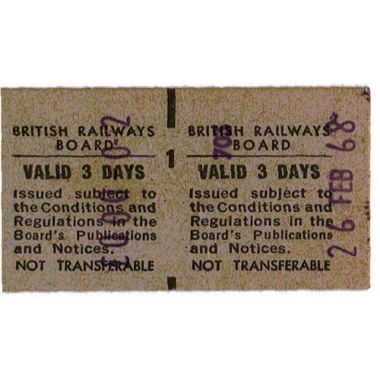 BRITISH RAILWAYS
BOARD
VALID 3 DAYS
Issued subject to
the Conditions and
Regulations in the
Board's Publications
and Notices.
NOT TRANSFERABLE
1
BRITISH RAILWAYS
BOARD
VALID 3 DAYS
Issued subject to
the Conditions and
Regulations in the
Board's Publications
and Notices.
NOT TRANSFERABLE
26 FEB 68